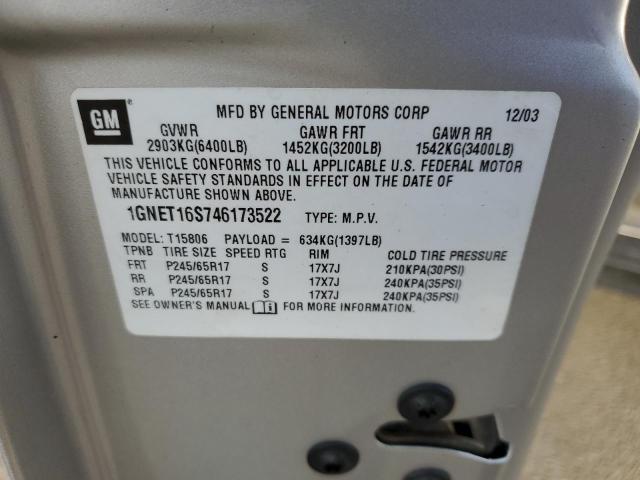 GM
MFD BY GENERAL MOTORS CORP 12/03
GVWR GAWR FRT GAWR RR
2903KG(6400LB) 1452KG(3200LB) 1542KG(3400LB)
THIS VEHICLE CONFORMS TO ALL APPLICABLE U.S. FEDERAL MOTOR
VEHICLE SAFETY STANDARDS IN EFFECT ON THE DATE OF
MANUFACTURE SHOWN ABOVE.
1GNET16S746173522 TYPE: M.P.V.
MODEL: T15806 PAYLOAD = 634KG(1397LB)
TPNB TIRE SIZE SPEED RTG RIM COLD TIRE PRESSURE
FRT P245/65R17 S 17X7J 210KPA(30PSI)
RR P245/65R17 S 17X7J 240KPA(35PSI)
SPA P245/65R17 S 17X7J 240KPA(35PSI)
SEE OWNER'S MANUAL FOR MORE INFORMATION.